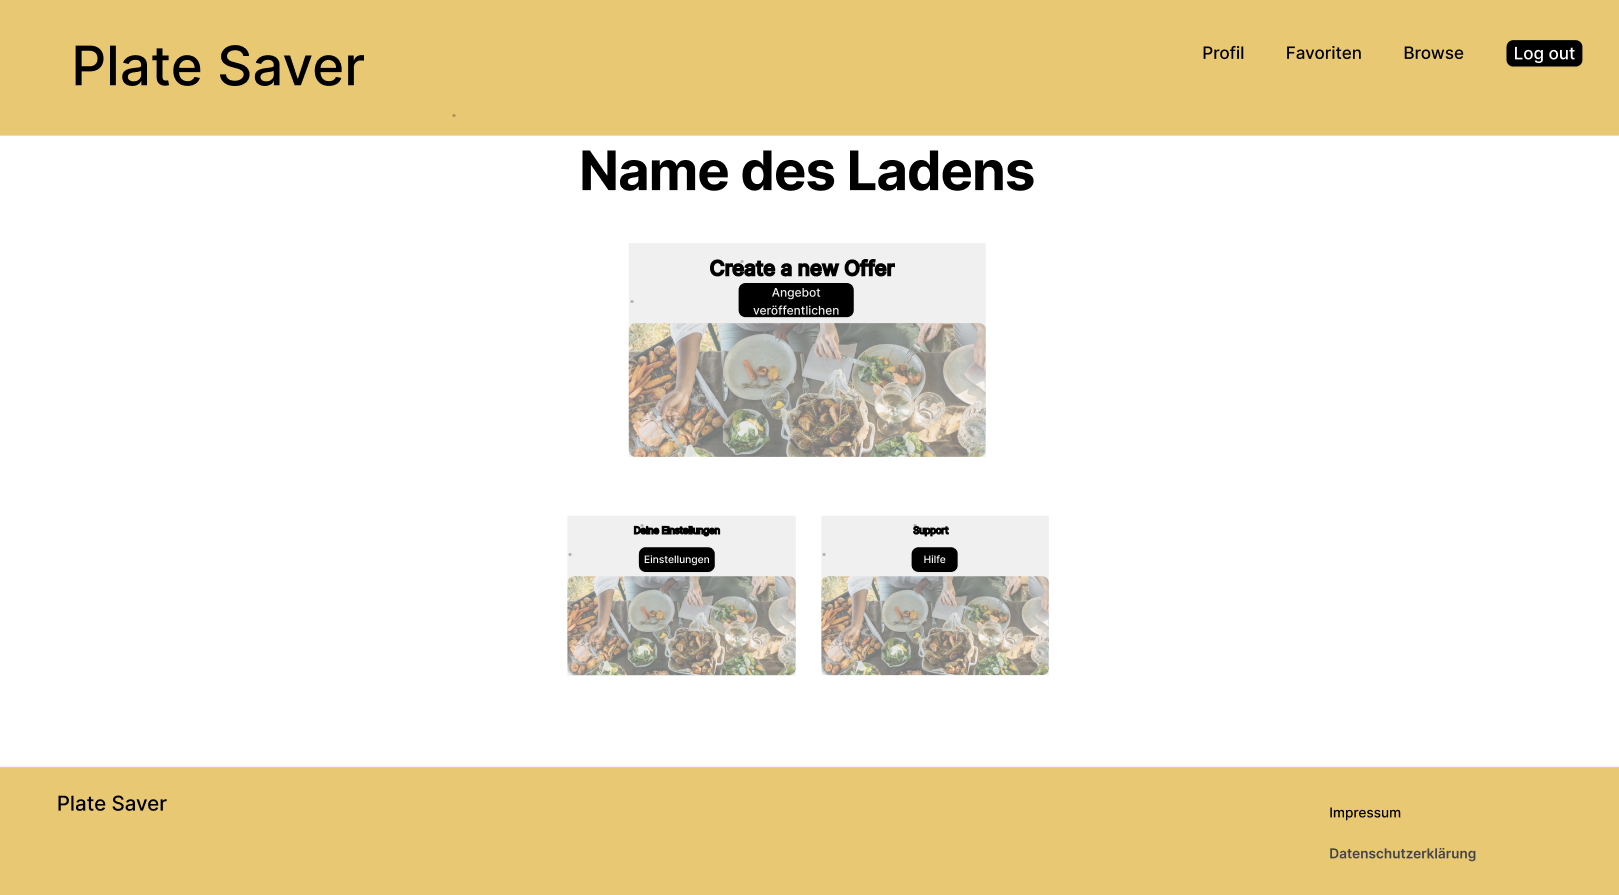 Plate Saver
Profil
Favoriten
Browse
Log out
Name des Ladens
Create a new Offer
Angebot
veröffentlichen
Deine Einstellungen
Einstellungen
Support
Hilfe
Plate Saver
Impressum
Datenschutzerklärung